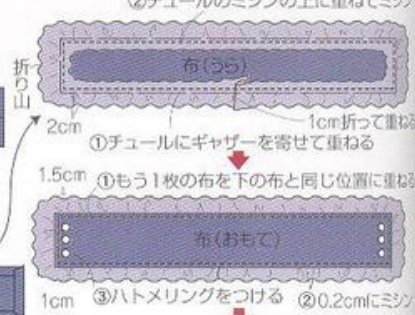 ②チュールのミシンの上に重ねてミシン
布(うら)
折り山
2cm
1cm折って重ねる
①チュールにギャザーを寄せて重ねる
1.5cm
①もう1枚の布を下の布と同じ位置に重ね
布(おもて)
1cm
③ハトメリングをつける
②0.2cmにミシン